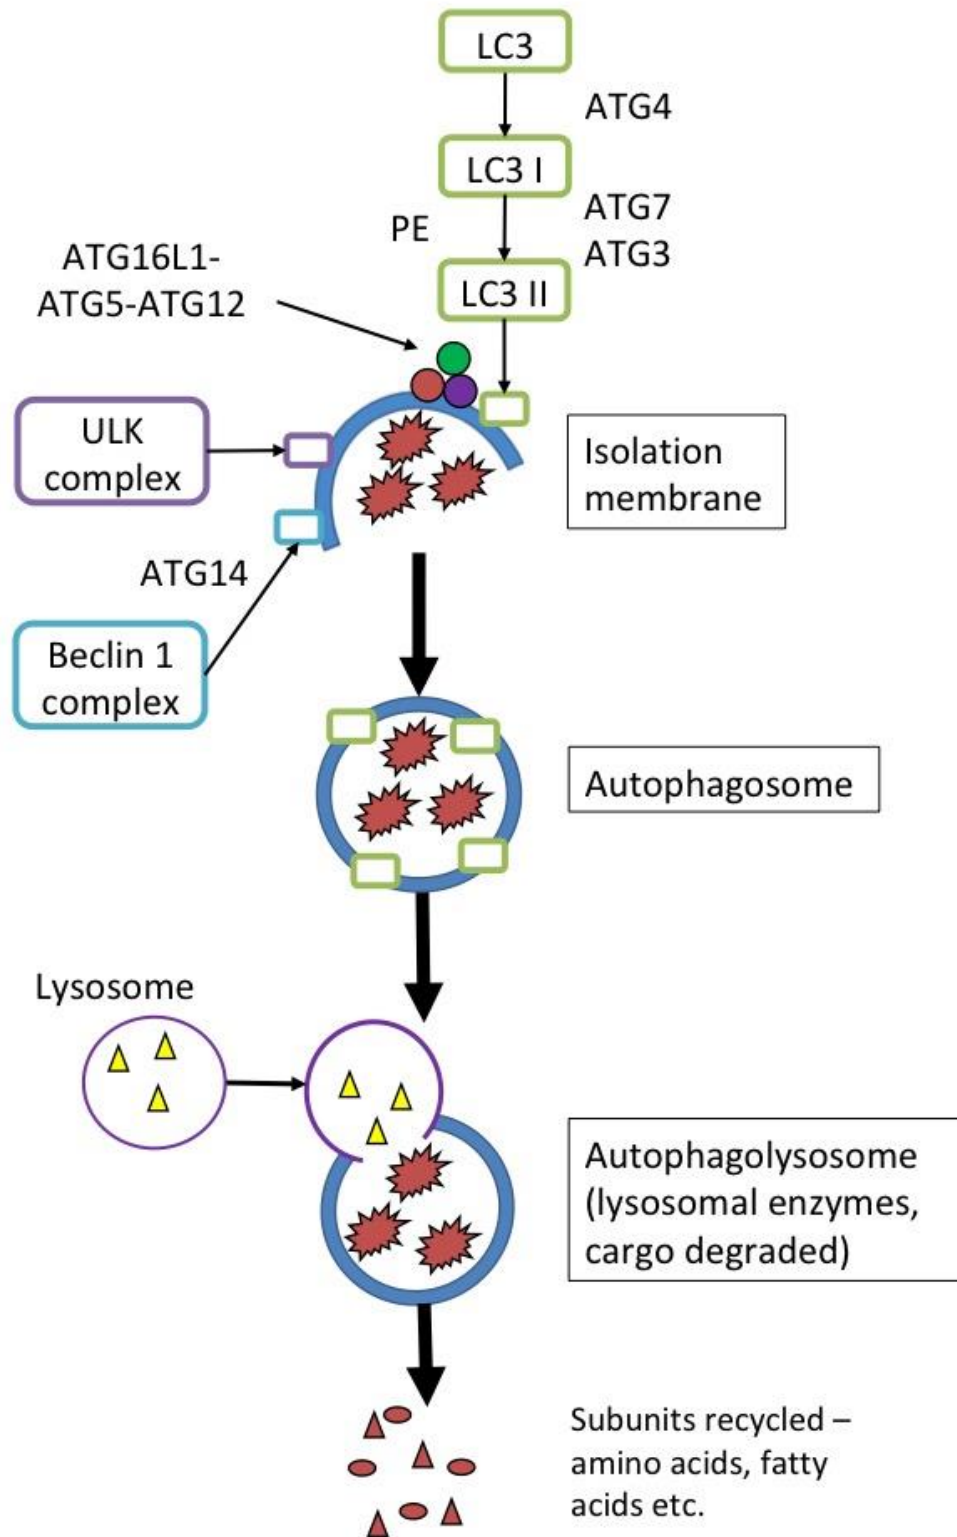 LC3
ATG4
LC3 I
PE
ATG7
ATG3
LC3 II
ATG16L1-
ATG5-ATG12
ULK
complex
Isolation
membrane
ATG14
Beclin 1
complex
Autophagosome
Lysosome
Autophagolysosome
(lysosomal enzymes,
cargo degraded)
Subunits recycled –
amino acids, fatty
acids etc.